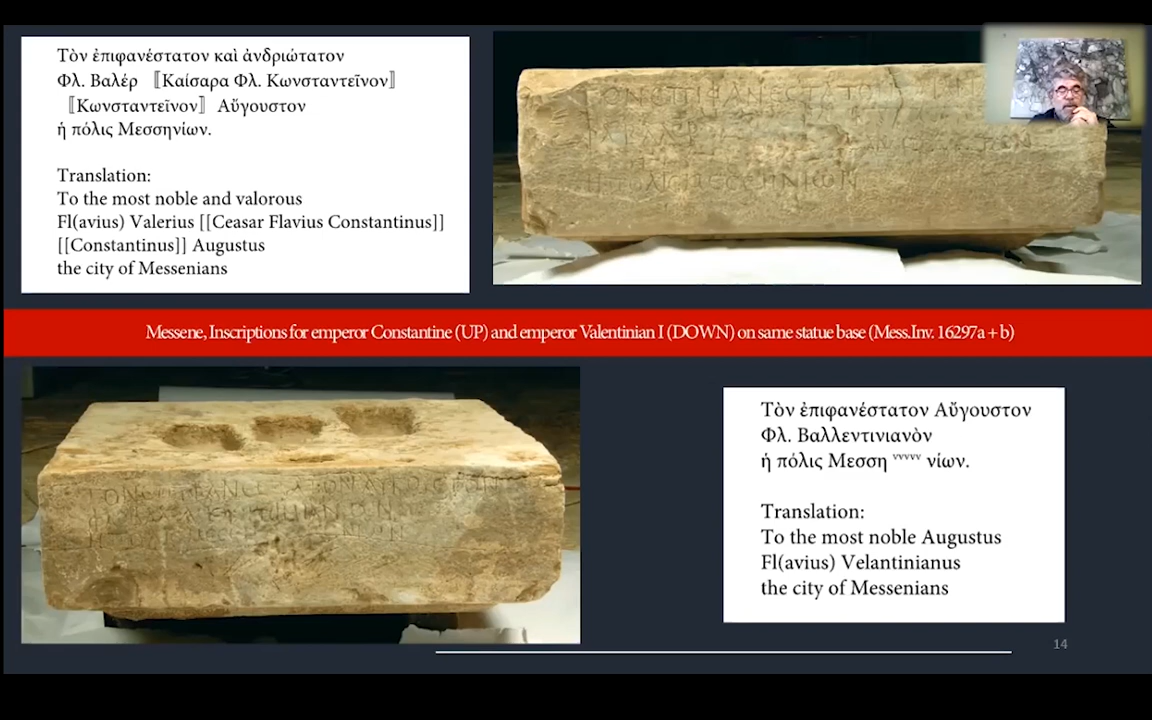 Τὸν ἐπιφανέστατον καὶ ἀνδριώτατον
Φλ. Βαλέρ ⟦Καίσαρα Φλ. Κωνσταντεῖνον⟧
⟦Κωνσταντεῖνον⟧ Αὔγουστον
ἡ πόλις Μεσσηνίων.
Translation:
To the most noble and valorous
Fl(avius) Valerius [[Ceasar Flavius Constantinus]]
[[Constantinus]] Augustus
the city of Messenians
Messene, Inscriptions for emperor Constantine (UP) and emperor Valentinian I (DOWN) on same statue base (Mess.Inv. 16297a + b)
Τὸν ἐπιφανέστατον Αὔγουστον
Φλ. Βαλλεντινιανὸν
ἡ πόλις Μεσση vvvvv νίων.
Translation:
To the most noble Augustus
Fl(avius) Velantinianus
the city of Messenians
14